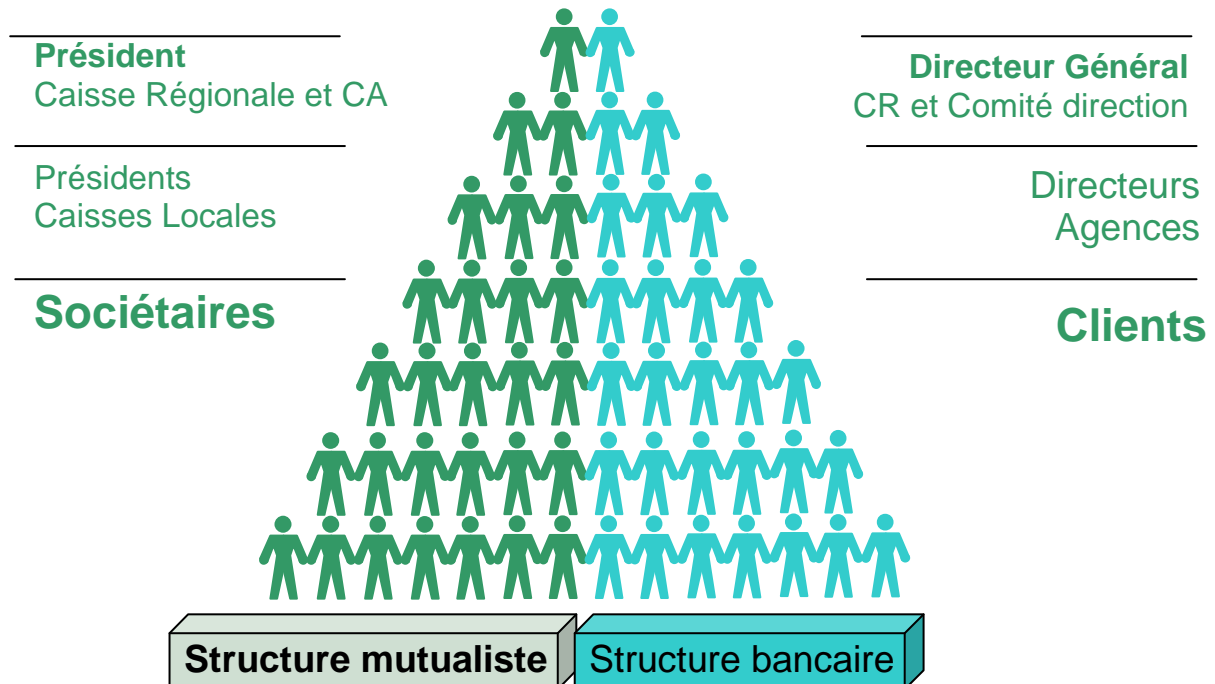 Président
Caisse Régionale et CA
Présidents
Caisses Locales
Sociétaires
Directeur Général
CR et Comité direction
Directeurs
Agences
Clients
Structure mutualiste
Structure bancaire